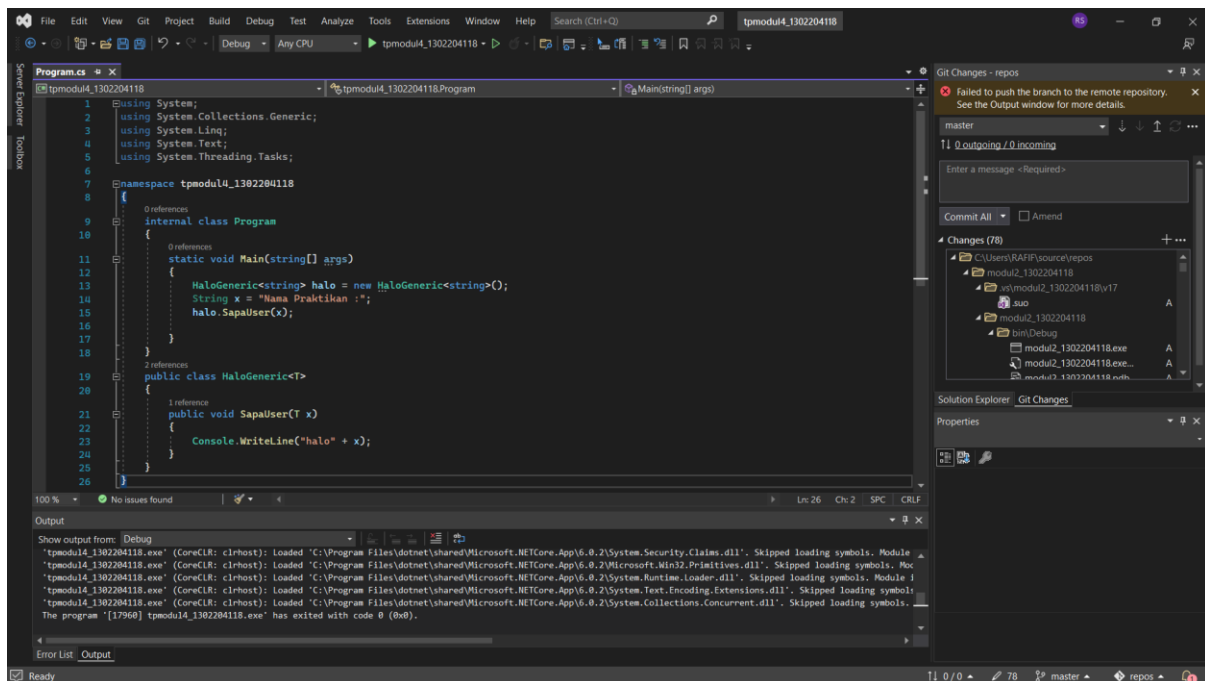 File Edit View Git Project Build Debug Test Analyze Tools Extensions Window Help Search (Ctrl+Q) tpmodul4_1302204118 RS
Debug Any CPU tpmodul4_1302204118
Server Explorer
Toolbox
Program.cs
tpmodul4_1302204118 tpmodul4_1302204118.Program Main(string[] args)
1 using System;
2 using System.Collections.Generic;
3 using System.Linq;
4 using System.Text;
5 using System.Threading.Tasks;
6
7 namespace tpmodul4_1302204118
8 {
0 references
9 internal class Program
10 {
0 references
11 static void Main(string[] args)
12 {
13 HaloGeneric<string> halo = new HaloGeneric<string>();
14 String x = "Nama Praktikan :";
15 halo.SapaUser(x);
16
17 }
18 }
2 references
19 public class HaloGeneric<T>
20 {
1 reference
21 public void SapaUser(T x)
22 {
23 Console.WriteLine("halo" + x);
24 }
25 }
26 }
100 % No issues found Ln: 26 Ch: 2 SPC CRLF
Output
Show output from: Debug
'tpmodul4_1302204118.exe' (CoreCLR: clrhost): Loaded 'C:\Program Files\dotnet\shared\Microsoft.NETCore.App\6.0.2\System.Security.Claims.dll'. Skipped loading symbols. Module
'tpmodul4_1302204118.exe' (CoreCLR: clrhost): Loaded 'C:\Program Files\dotnet\shared\Microsoft.NETCore.App\6.0.2\Microsoft.Win32.Primitives.dll'. Skipped loading symbols. Mod
'tpmodul4_1302204118.exe' (CoreCLR: clrhost): Loaded 'C:\Program Files\dotnet\shared\Microsoft.NETCore.App\6.0.2\System.Runtime.Loader.dll'. Skipped loading symbols. Module i
'tpmodul4_1302204118.exe' (CoreCLR: clrhost): Loaded 'C:\Program Files\dotnet\shared\Microsoft.NETCore.App\6.0.2\System.Text.Encoding.Extensions.dll'. Skipped loading symbols
'tpmodul4_1302204118.exe' (CoreCLR: clrhost): Loaded 'C:\Program Files\dotnet\shared\Microsoft.NETCore.App\6.0.2\System.Collections.Concurrent.dll'. Skipped loading symbols.
The program '[17960] tpmodul4_1302204118.exe' has exited with code 0 (0x0).
Error List Output
Git Changes - repos
Failed to push the branch to the remote repository.
See the Output window for more details.
master
0 outgoing / 0 incoming
Enter a message <Required>
Commit All Amend
Changes (78)
C:\Users\RAFIF\source\repos
modul2_1302204118
.vs\modul2_1302204118\v17
.suo A
modul2_1302204118
bin\Debug
modul2_1302204118.exe A
modul2_1302204118.exe... A
modul2_1302204118.pdb A
Solution Explorer Git Changes
Properties
Ready 0 / 0 78 master repos